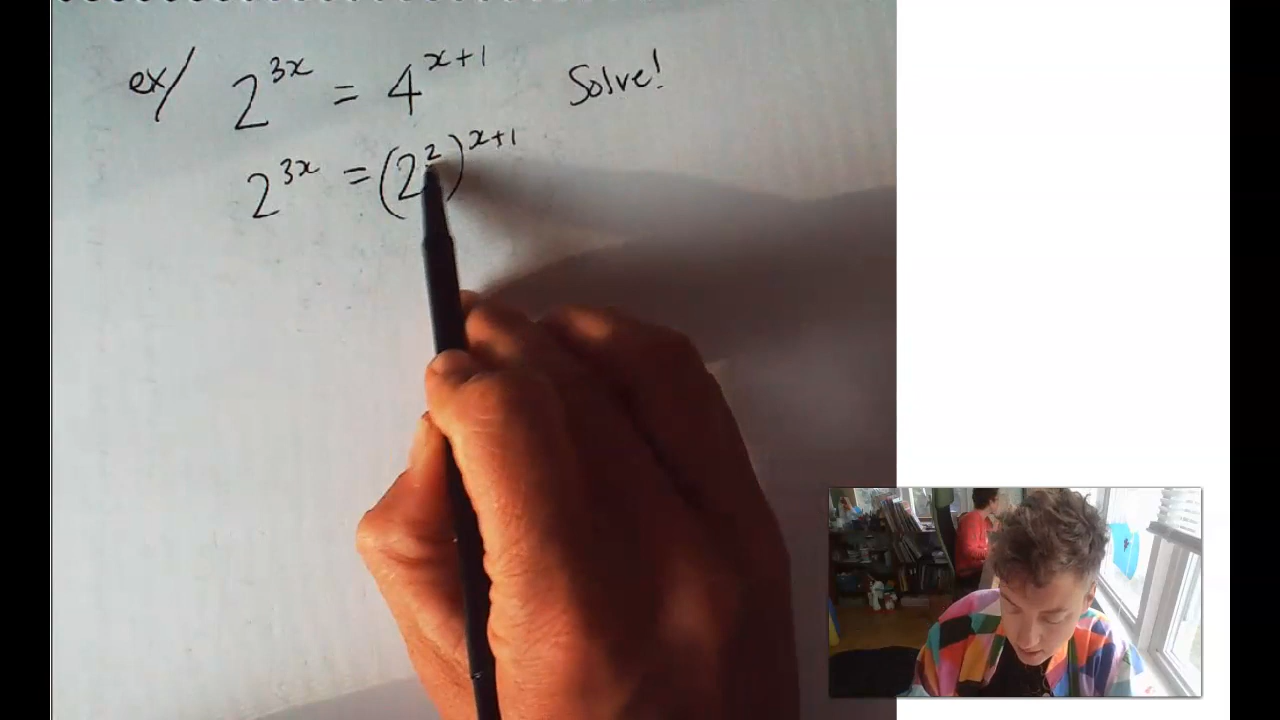 ex/ 2^{3x} = 4^{x+1} Solve!
2^{3x} = (2^2)^{x+1}